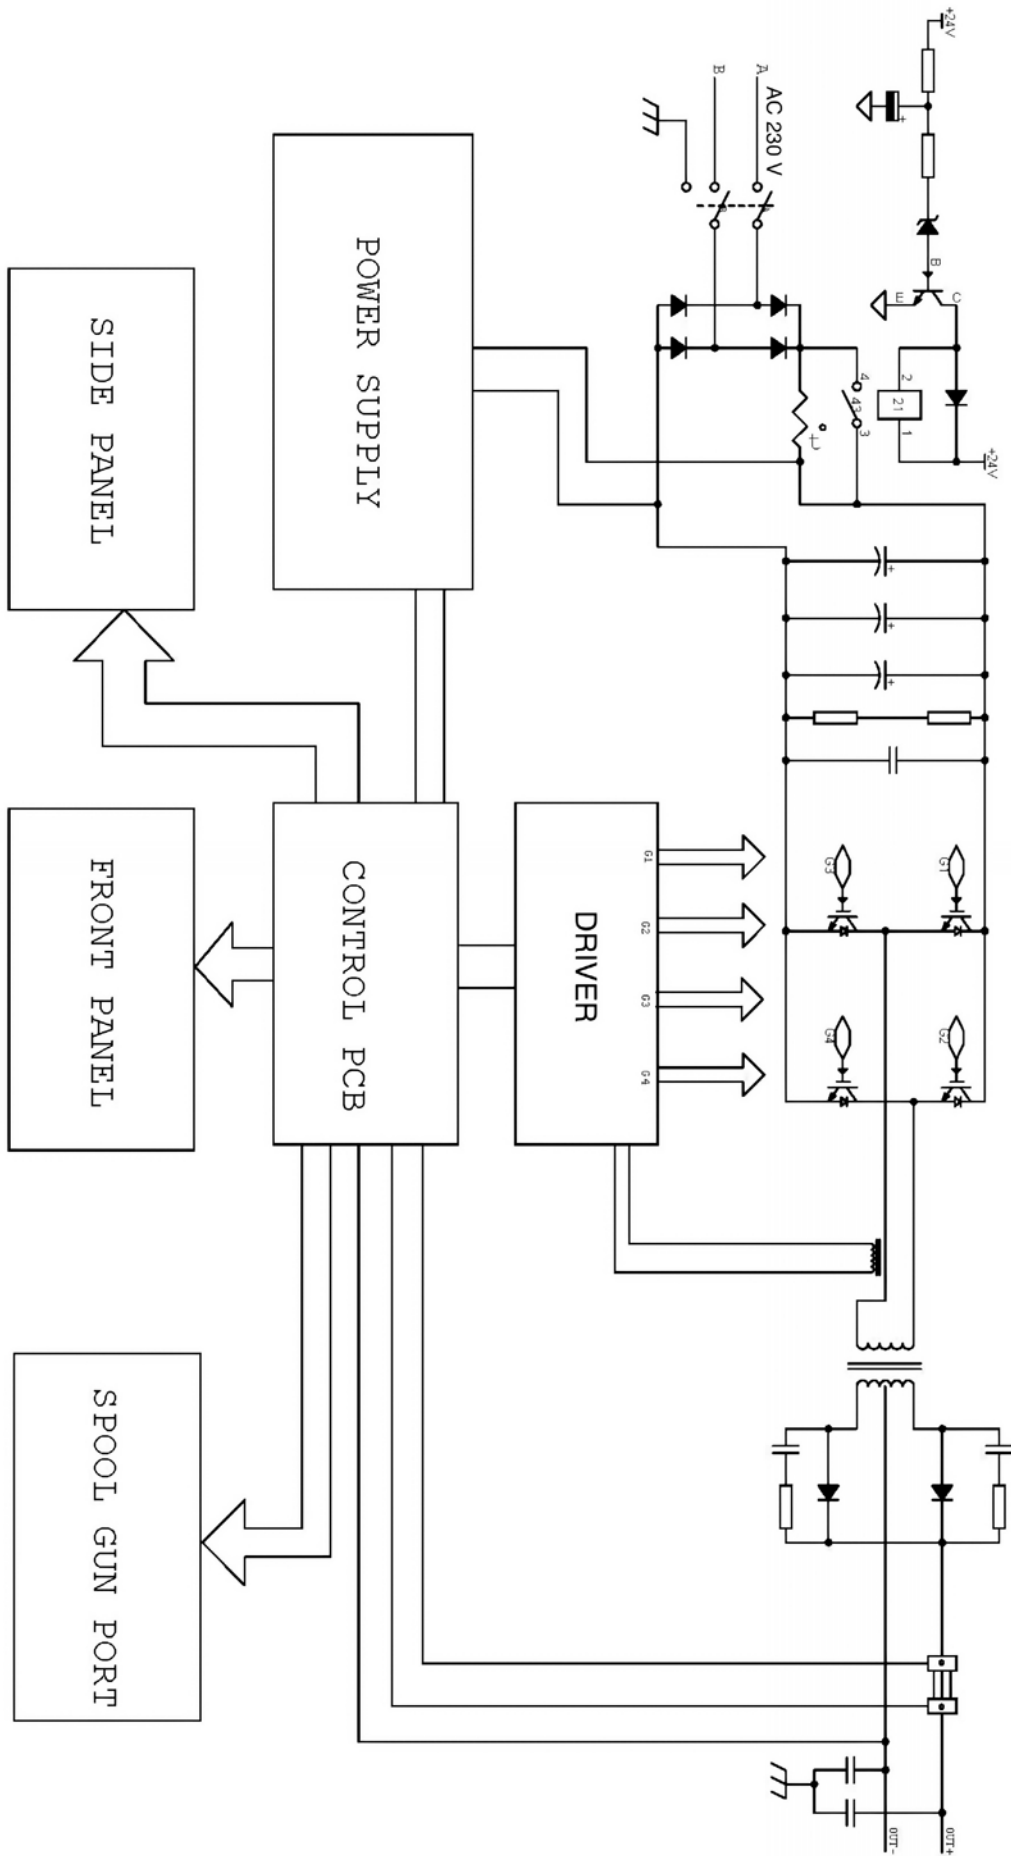 +24V
+24V
G1
G2
OUT+
B
C
E
2
21
1
OUT-
4
43
3
t°
G3
G4
AC 230 V
A
B
G1
G2
G3
G4
DRIVER
POWER SUPPLY
CONTROL PCB
SIDE PANEL
FRONT PANEL
SPOOL GUN PORT